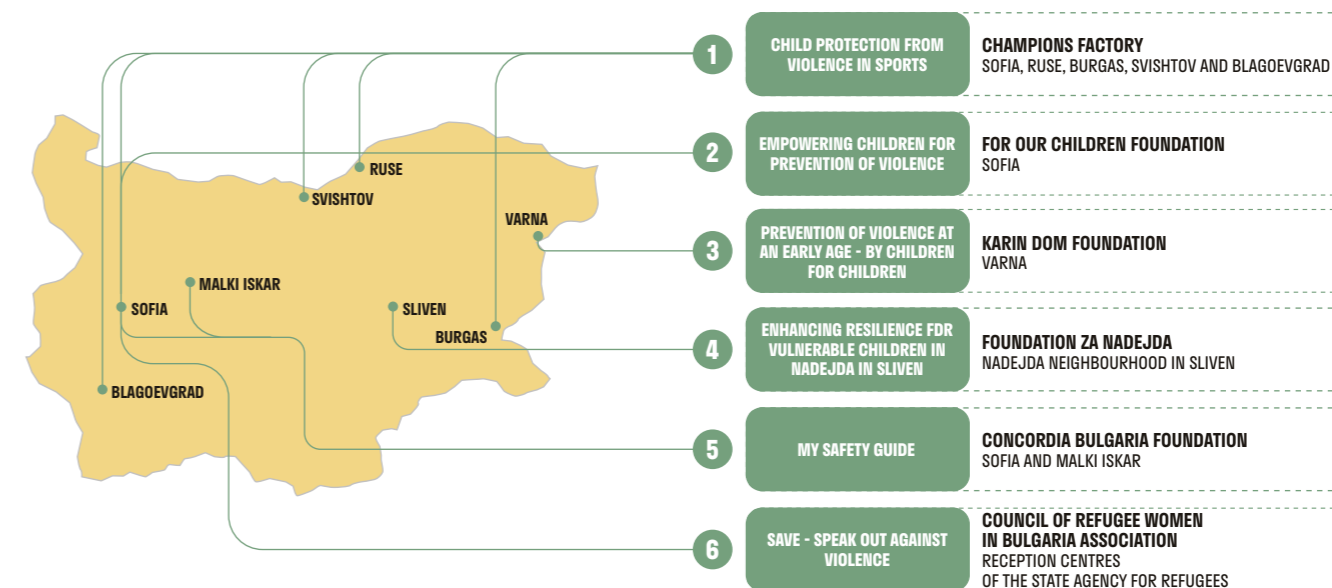 1
CHILD PROTECTION FROM
VIOLENCE IN SPORTS
CHAMPIONS FACTORY
SOFIA, RUSE, BURGAS, SVISHTOV AND BLAGOEVGRAD
2
EMPOWERING CHILDREN FOR
PREVENTION OF VIOLENCE
FOR OUR CHILDREN FOUNDATION
SOFIA
3
PREVENTION OF VIOLENCE AT
AN EARLY AGE - BY CHILDREN
FOR CHILDREN
KARIN DOM FOUNDATION
VARNA
4
ENHANCING RESILIENCE FDR
VULNERABLE CHILDREN IN
NADEJDA IN SLIVEN
FOUNDATION ZA NADEJDA
NADEJDA NEIGHBOURHOOD IN SLIVEN
5
MY SAFETY GUIDE
CONCORDIA BULGARIA FOUNDATION
SOFIA AND MALKI ISKAR
6
SAVE - SPEAK OUT AGAINST
VIOLENCE
COUNCIL OF REFUGEE WOMEN
IN BULGARIA ASSOCIATION
RECEPTION CENTRES
OF THE STATE AGENCY FOR REFUGEES
RUSE
SVISHTOV
VARNA
MALKI ISKAR
SOFIA
SLIVEN
BURGAS
BLAGOEVGRAD